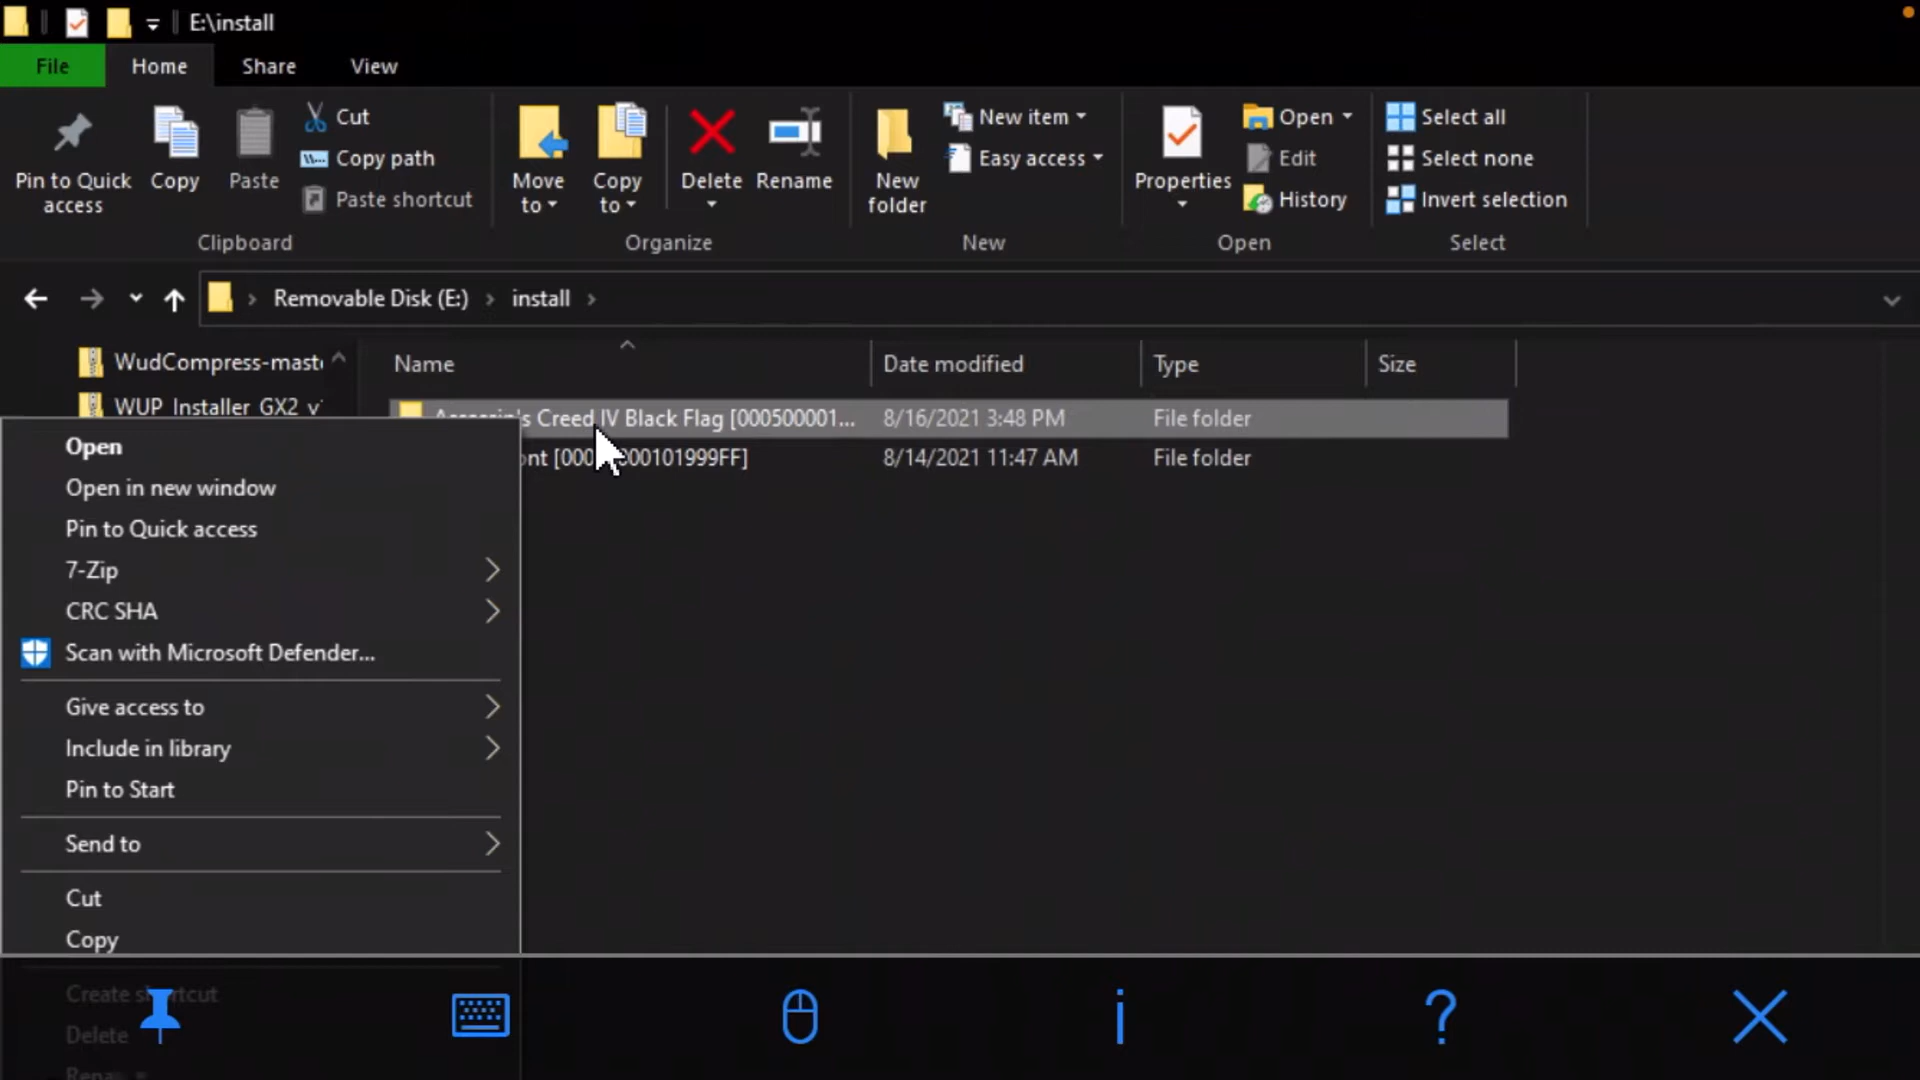 E:\install
File
Home
Share
View
Pin to Quick access
Copy
Paste
Cut
Copy path
Paste shortcut
Clipboard
Move to
Copy to
Delete
Rename
Organize
New folder
New item
Easy access
New
Properties
Open
Edit
History
Open
Select all
Select none
Invert selection
Select
Removable Disk (E:)
install
WudCompress-mast
WUP_Installer GX2 v
Name
Date modified
Type
Size
Creed IV Black Flag [000500001...
8/16/2021 3:48 PM
File folder
8/14/2021 11:47 AM
File folder
Open
Open in new window
Pin to Quick access
7-Zip
CRC SHA
Scan with Microsoft Defender...
Give access to
Include in library
Pin to Start
Send to
Cut
Copy
Create shortcut
Delete
i
?